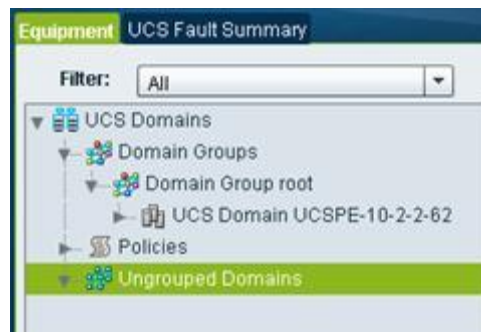 Equipment UCS Fault Summary
Filter: All
UCS Domains
Domain Groups
Domain Group root
UCS Domain UCSPE-10-2-2-62
Policies
Ungrouped Domains